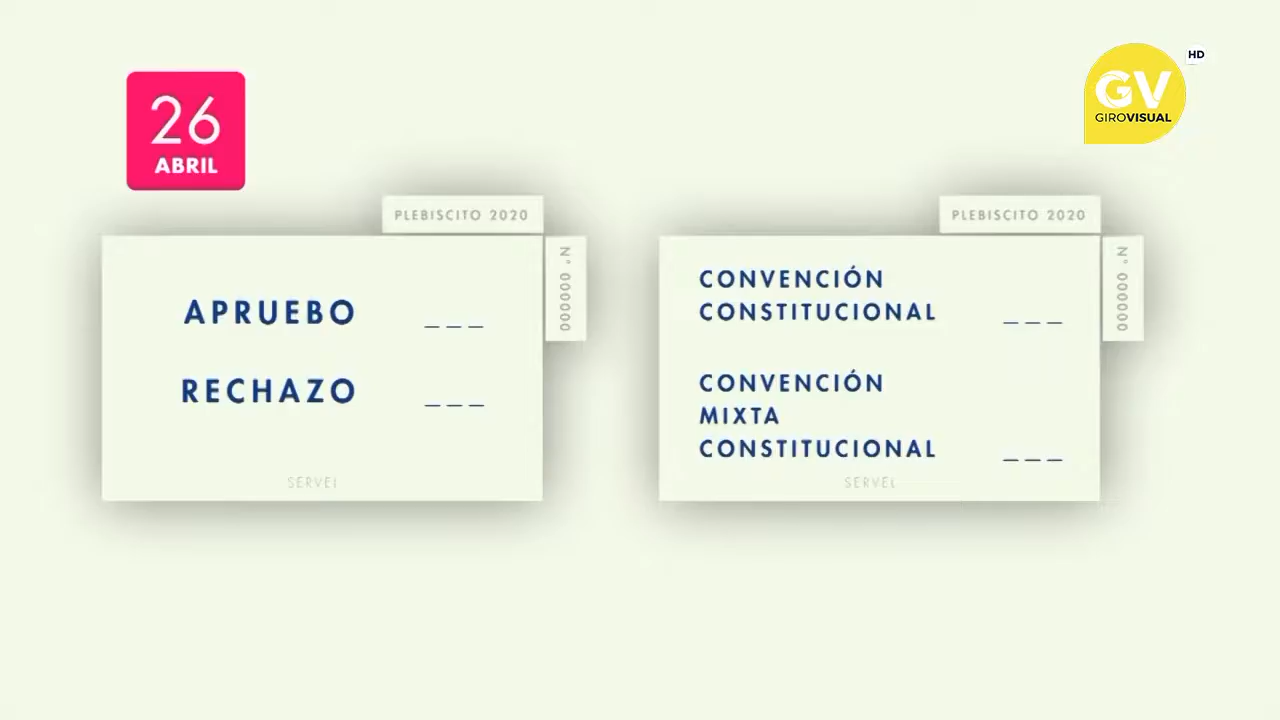 26
ABRIL
HD
GV
GIROVISUAL
PLEBISCITO 2020
N° 000000
APRUEBO _ _ _
RECHAZO _ _ _
SERVEL
PLEBISCITO 2020
N° 000000
CONVENCIÓN
CONSTITUCIONAL _ _ _
CONVENCIÓN
MIXTA
CONSTITUCIONAL _ _ _
SERVEL